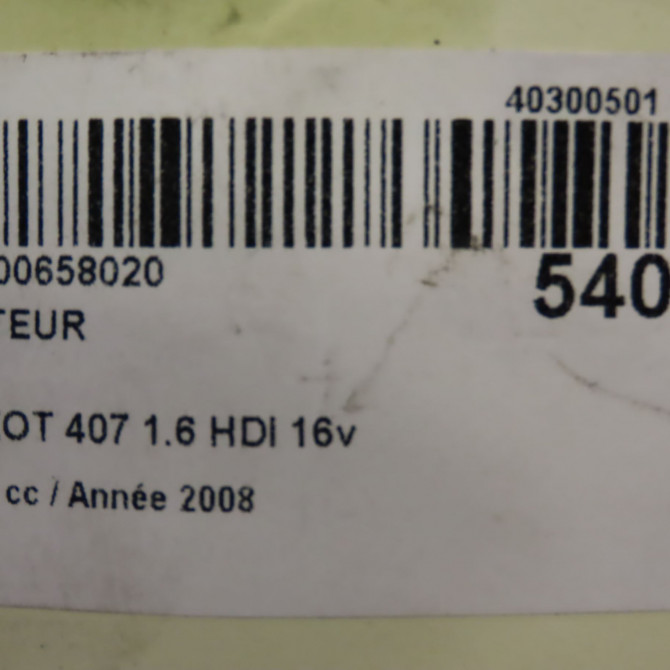 40300501
00658020
540
TEUR
OT 407 1.6 HDi 16v
cc / Année 2008